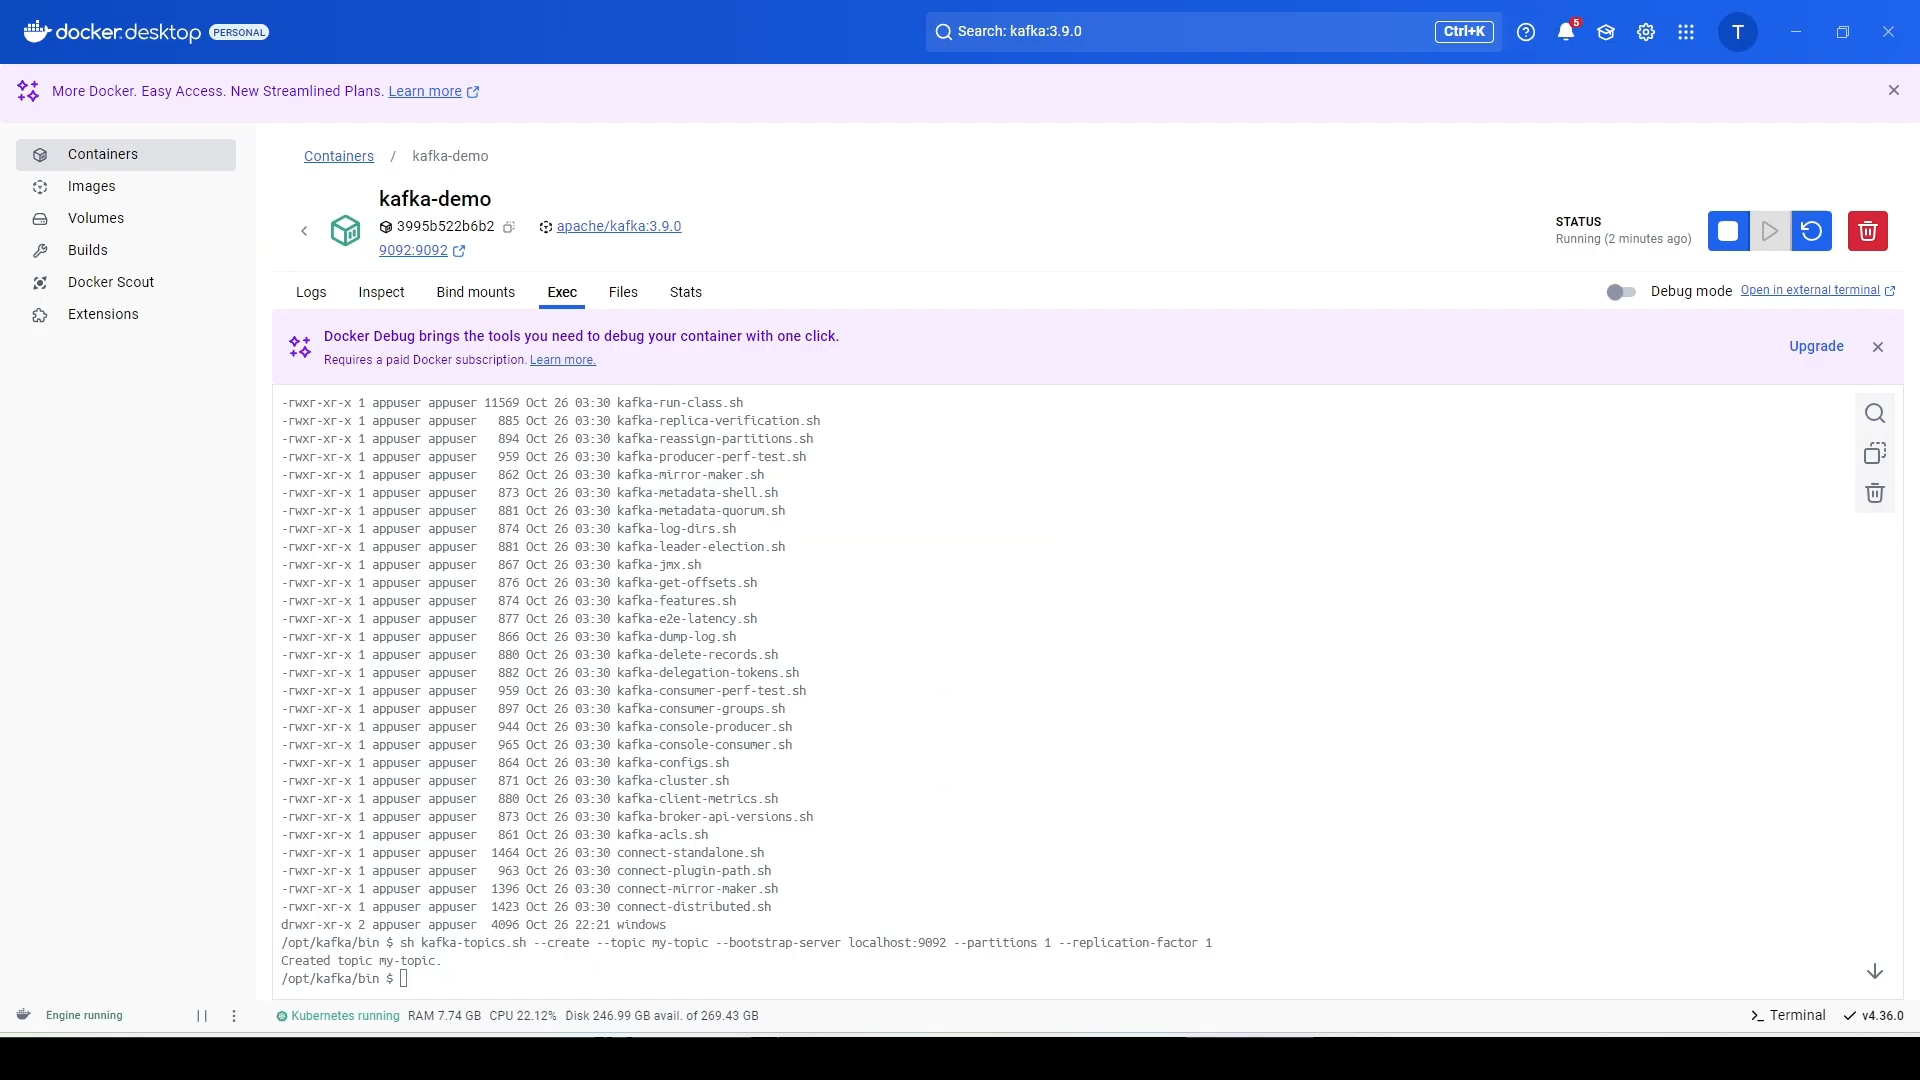 docker.desktop PERSONAL
Search: kafka:3.9.0
Ctrl+K
5
T
More Docker. Easy Access. New Streamlined Plans. Learn more
Containers
Images
Volumes
Builds
Docker Scout
Extensions
Containers / kafka-demo
kafka-demo
3995b522b6b2 apache/kafka:3.9.0
9092:9092
STATUS
Running (2 minutes ago)
Logs Inspect Bind mounts Exec Files Stats
Debug mode Open in external terminal
Docker Debug brings the tools you need to debug your container with one click.
Requires a paid Docker subscription. Learn more.
Upgrade
-rwxr-xr-x 1 appuser appuser 11569 Oct 26 03:30 kafka-run-class.sh
-rwxr-xr-x 1 appuser appuser   885 Oct 26 03:30 kafka-replica-verification.sh
-rwxr-xr-x 1 appuser appuser   894 Oct 26 03:30 kafka-reassign-partitions.sh
-rwxr-xr-x 1 appuser appuser   959 Oct 26 03:30 kafka-producer-perf-test.sh
-rwxr-xr-x 1 appuser appuser   862 Oct 26 03:30 kafka-mirror-maker.sh
-rwxr-xr-x 1 appuser appuser   873 Oct 26 03:30 kafka-metadata-shell.sh
-rwxr-xr-x 1 appuser appuser   881 Oct 26 03:30 kafka-metadata-quorum.sh
-rwxr-xr-x 1 appuser appuser   874 Oct 26 03:30 kafka-log-dirs.sh
-rwxr-xr-x 1 appuser appuser   881 Oct 26 03:30 kafka-leader-election.sh
-rwxr-xr-x 1 appuser appuser   867 Oct 26 03:30 kafka-jmx.sh
-rwxr-xr-x 1 appuser appuser   876 Oct 26 03:30 kafka-get-offsets.sh
-rwxr-xr-x 1 appuser appuser   874 Oct 26 03:30 kafka-features.sh
-rwxr-xr-x 1 appuser appuser   877 Oct 26 03:30 kafka-e2e-latency.sh
-rwxr-xr-x 1 appuser appuser   866 Oct 26 03:30 kafka-dump-log.sh
-rwxr-xr-x 1 appuser appuser   880 Oct 26 03:30 kafka-delete-records.sh
-rwxr-xr-x 1 appuser appuser   882 Oct 26 03:30 kafka-delegation-tokens.sh
-rwxr-xr-x 1 appuser appuser   959 Oct 26 03:30 kafka-consumer-perf-test.sh
-rwxr-xr-x 1 appuser appuser   897 Oct 26 03:30 kafka-consumer-groups.sh
-rwxr-xr-x 1 appuser appuser   944 Oct 26 03:30 kafka-console-producer.sh
-rwxr-xr-x 1 appuser appuser   965 Oct 26 03:30 kafka-console-consumer.sh
-rwxr-xr-x 1 appuser appuser   864 Oct 26 03:30 kafka-configs.sh
-rwxr-xr-x 1 appuser appuser   871 Oct 26 03:30 kafka-cluster.sh
-rwxr-xr-x 1 appuser appuser   880 Oct 26 03:30 kafka-client-metrics.sh
-rwxr-xr-x 1 appuser appuser   873 Oct 26 03:30 kafka-broker-api-versions.sh
-rwxr-xr-x 1 appuser appuser   861 Oct 26 03:30 kafka-acls.sh
-rwxr-xr-x 1 appuser appuser  1464 Oct 26 03:30 connect-standalone.sh
-rwxr-xr-x 1 appuser appuser   963 Oct 26 03:30 connect-plugin-path.sh
-rwxr-xr-x 1 appuser appuser  1396 Oct 26 03:30 connect-mirror-maker.sh
-rwxr-xr-x 1 appuser appuser  1423 Oct 26 03:30 connect-distributed.sh
drwxr-xr-x 2 appuser appuser  4096 Oct 26 22:21 windows
/opt/kafka/bin $ sh kafka-topics.sh --create --topic my-topic --bootstrap-server localhost:9092 --partitions 1 --replication-factor 1
Created topic my-topic.
/opt/kafka/bin $
Engine running
Kubernetes running RAM 7.74 GB CPU 22.12% Disk 246.99 GB avail. of 269.43 GB
Terminal v4.36.0